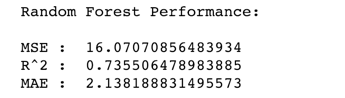 Random Forest Performance:
MSE :  16.07070856483934
R^2 :  0.735506478983885
MAE :  2.138188831495573